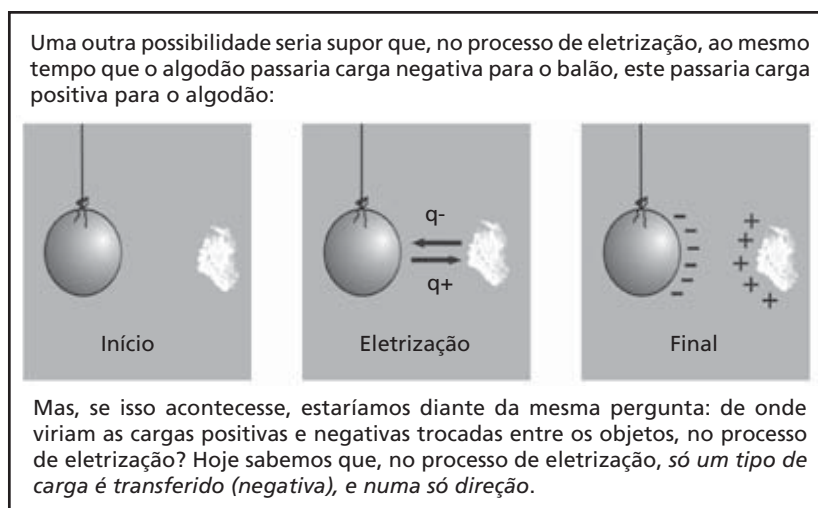 Uma outra possibilidade seria supor que, no processo de eletrização, ao mesmo
tempo que o algodão passaria carga negativa para o balão, este passaria carga
positiva para o algodão:
q-
q+
Início
Eletrização
Final
Mas, se isso acontecesse, estaríamos diante da mesma pergunta: de onde
viriam as cargas positivas e negativas trocadas entre os objetos, no processo
de eletrização? Hoje sabemos que, no processo de eletrização, só um tipo de
carga é transferido (negativa), e numa só direção.